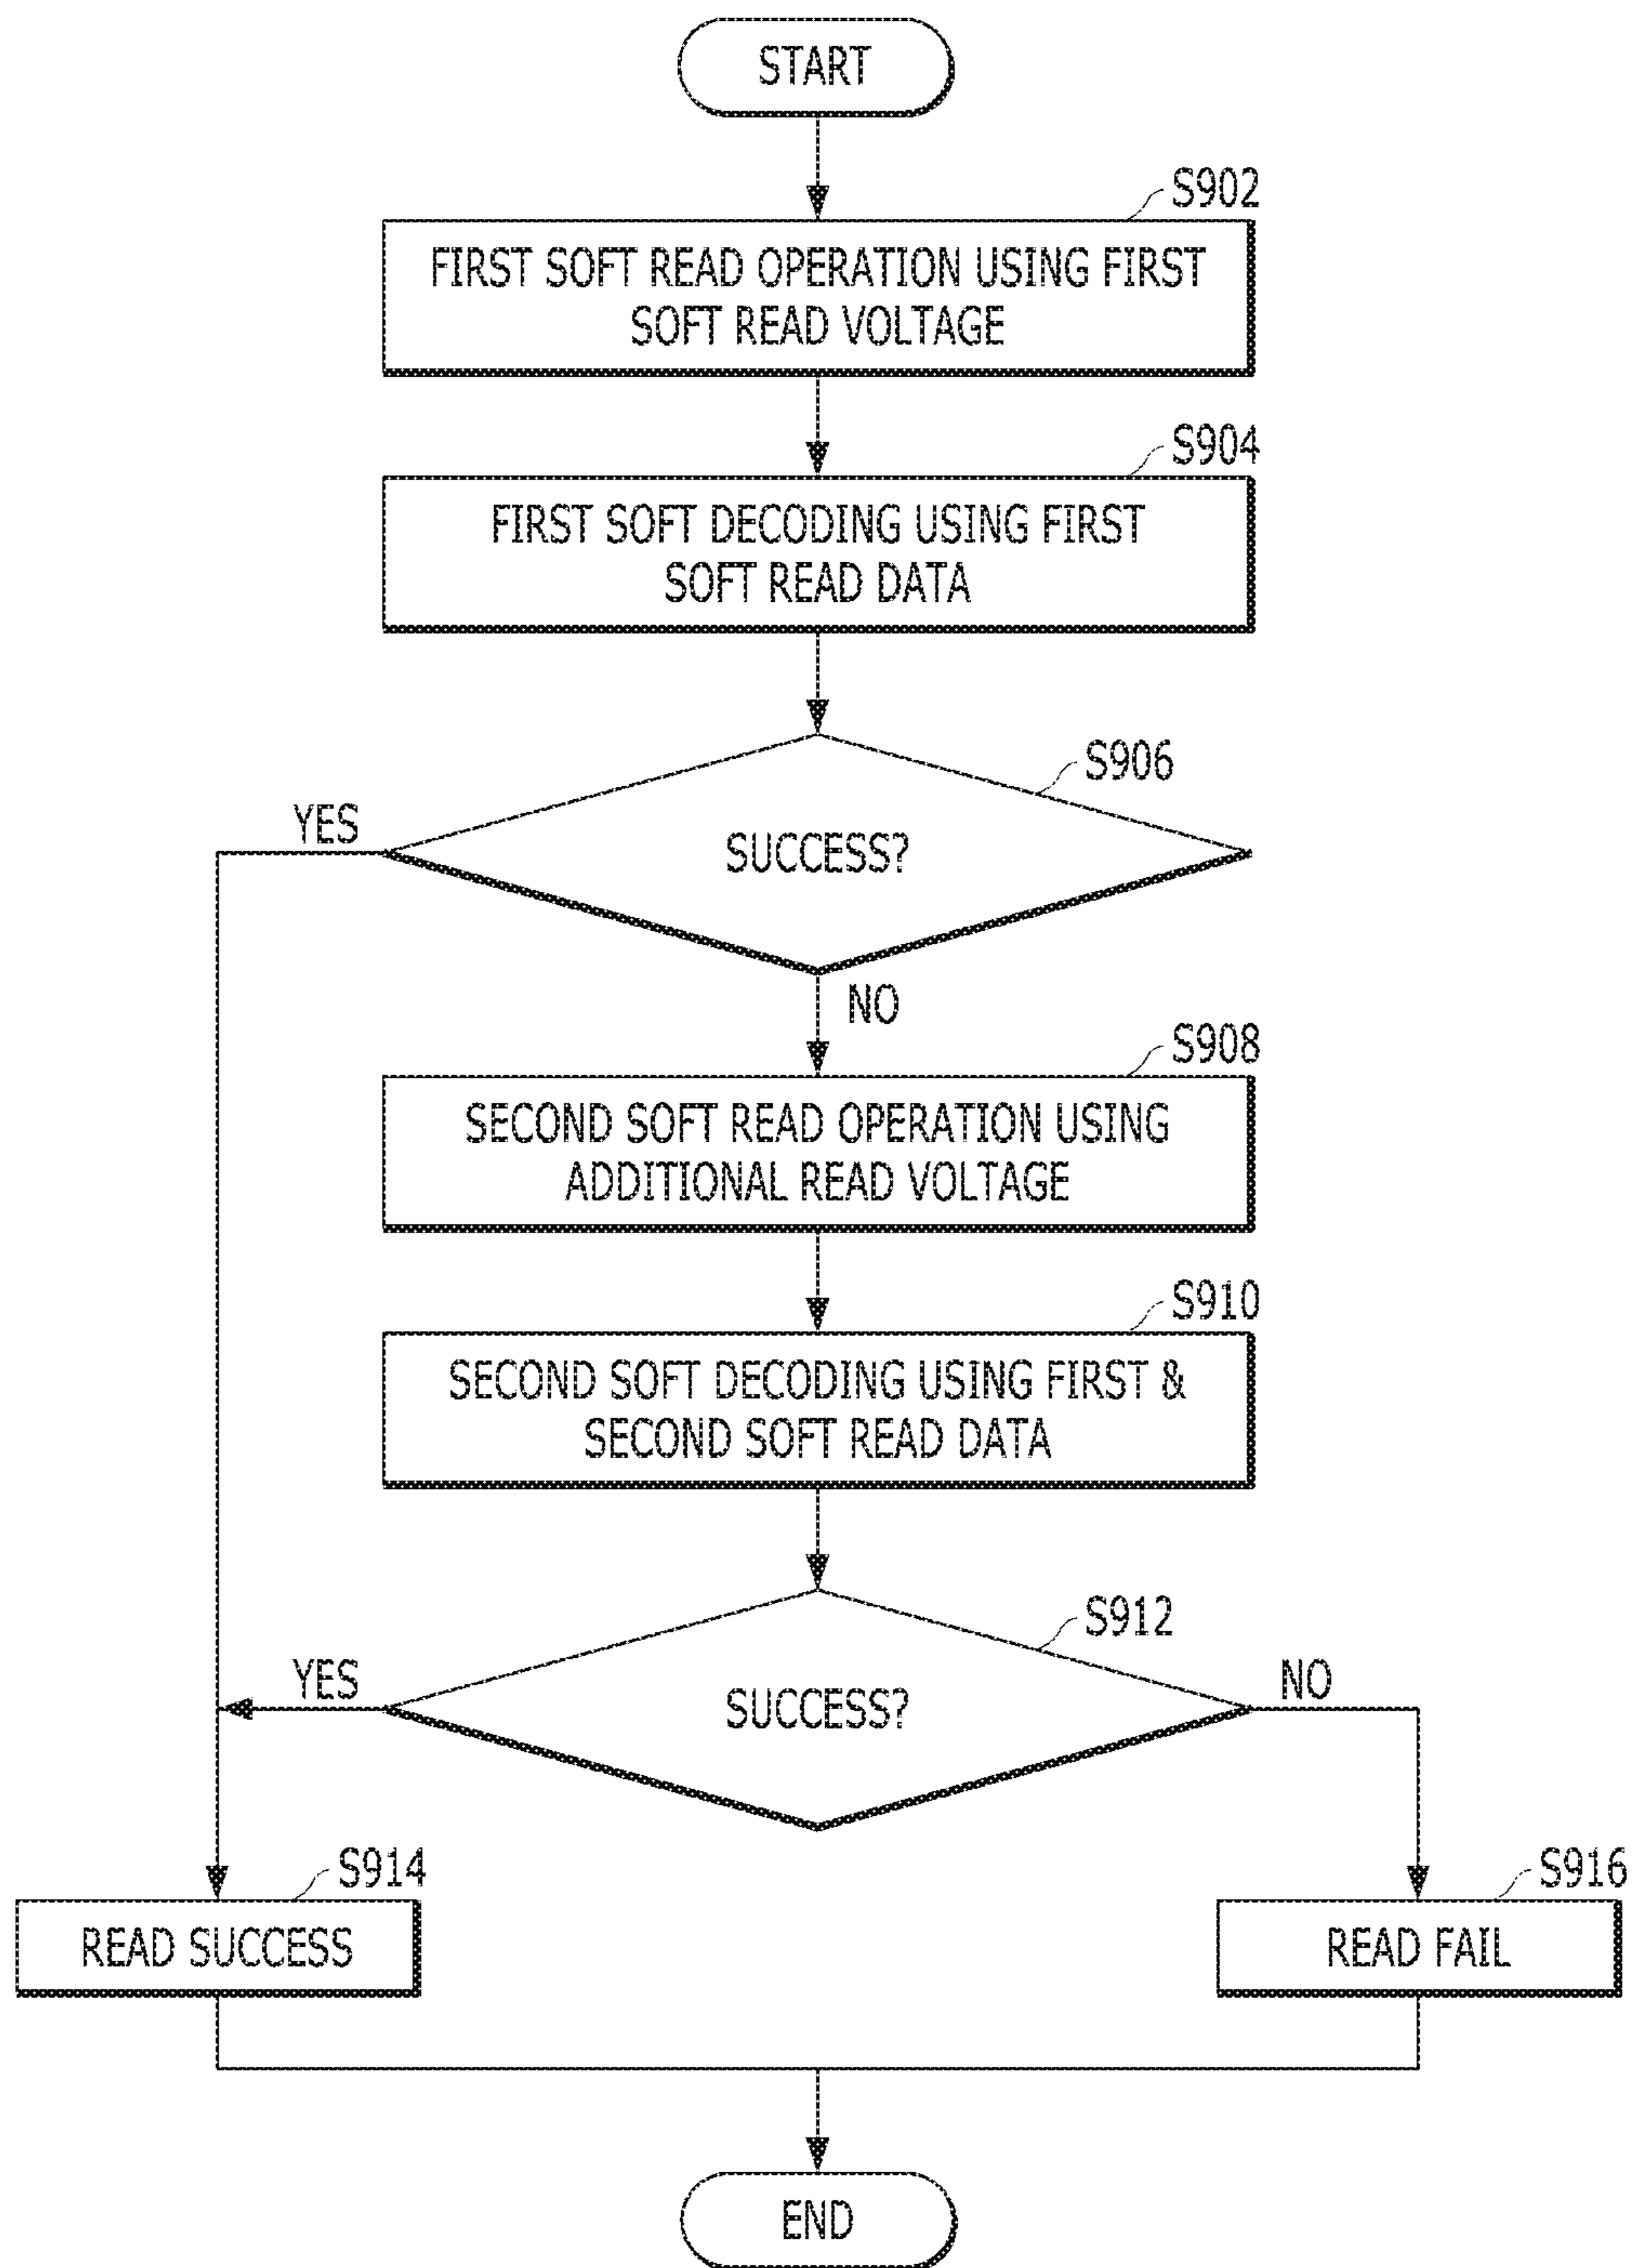 START
S902
FIRST SOFT READ OPERATION USING FIRST
SOFT READ VOLTAGE
S904
FIRST SOFT DECODING USING FIRST
SOFT READ DATA
S906
YES
SUCCESS?
NO
S908
SECOND SOFT READ OPERATION USING
ADDITIONAL READ VOLTAGE
S910
SECOND SOFT DECODING USING FIRST &
SECOND SOFT READ DATA
S912
YES
SUCCESS?
NO
S914
READ SUCCESS
S916
READ FAIL
END